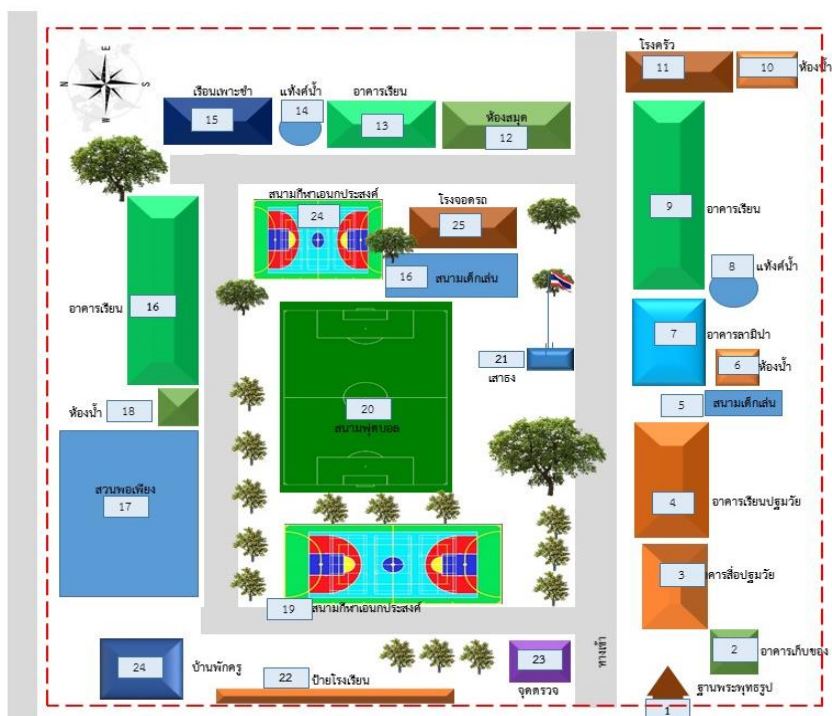 E
N
S
W
โรงครัว
11
10
ห้องน้ำ
เรือนเพาะชำ
แท้งค์น้ำ
อาคารเรียน
15
14
13
ห้องสมุด
12
สนามกีฬาเอนกประสงค์
24
โรงจอดรถ
25
9
อาคารเรียน
16
สนามเด็กเล่น
8
แท้งค์น้ำ
อาคารเรียน
16
7
อาคารลามิปา
21
เสาธง
6
ห้องน้ำ
5
สนามเด็กเล่น
ห้องน้ำ
18
20
สนามฟุตบอล
สวนพอเพียง
17
4
อาคารเรียนปฐมวัย
3
คารสื่อปฐมวัย
19
สนามกีฬาเอนกประสงค์
ทางเข้า
2
อาคารเก็บของ
24
บ้านพักครู
22
ป้ายโรงเรียน
23
จุดตรวจ
ฐานพระพุทธรูป
1